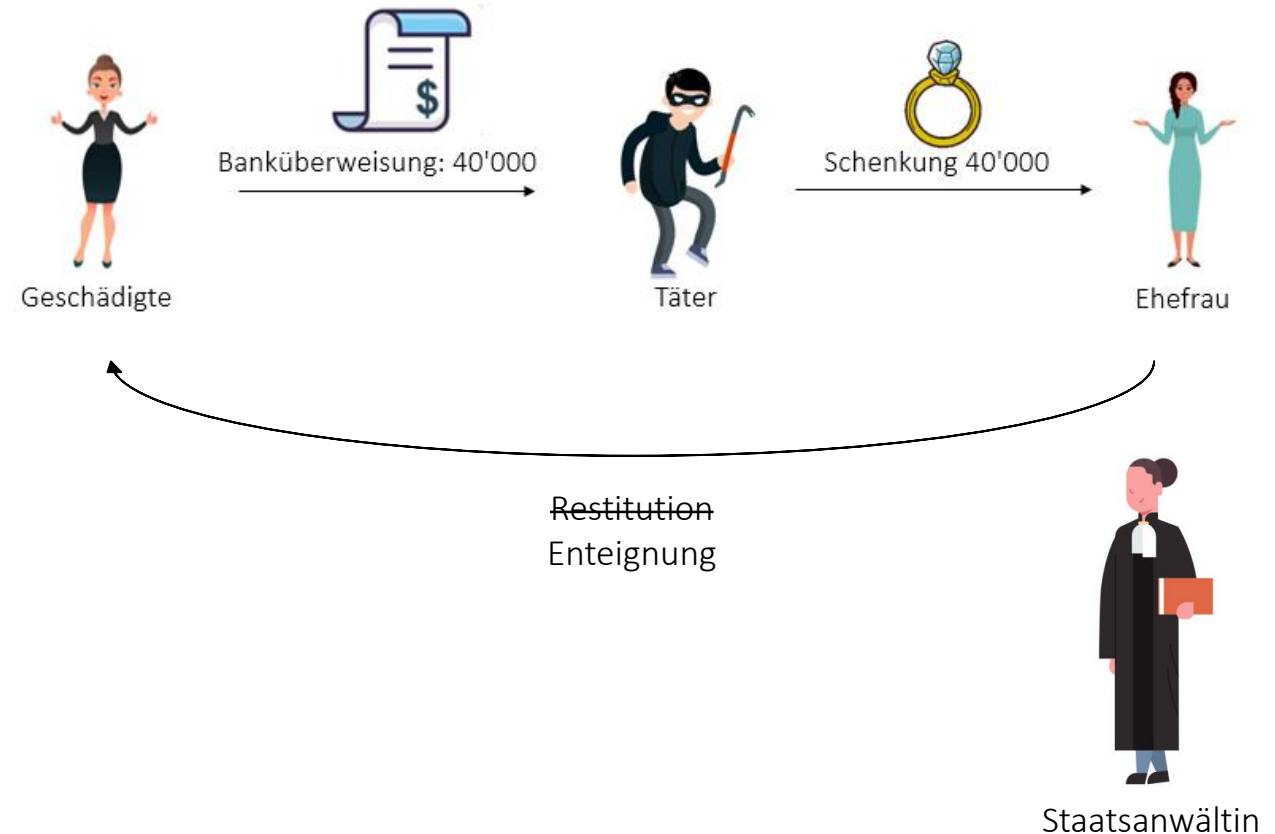 $
Banküberweisung: 40'000
Schenkung 40'000
Geschädigte
Täter
Ehefrau
Restitution
Enteignung
Staatsanwältin